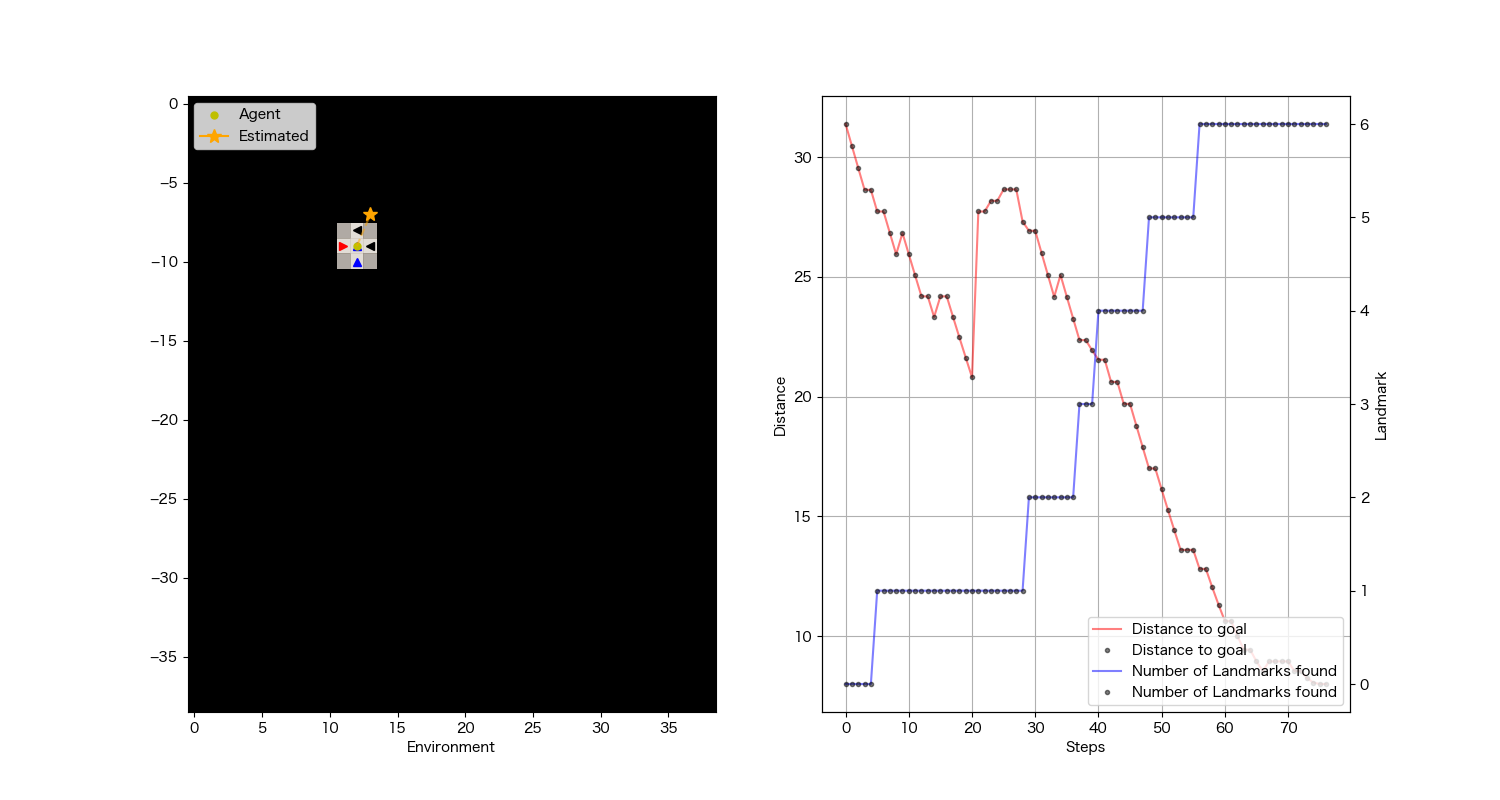 Agent
Estimated
0
−5
−10
−15
−20
−25
−30
−35
0 5 10 15 20 25 30 35
Environment
Distance
30
25
20
15
10
Distance to goal
Distance to goal
Number of Landmarks found
Number of Landmarks found
0 10 20 30 40 50 60 70
Steps
6
5
4
3
2
1
0
Landmark